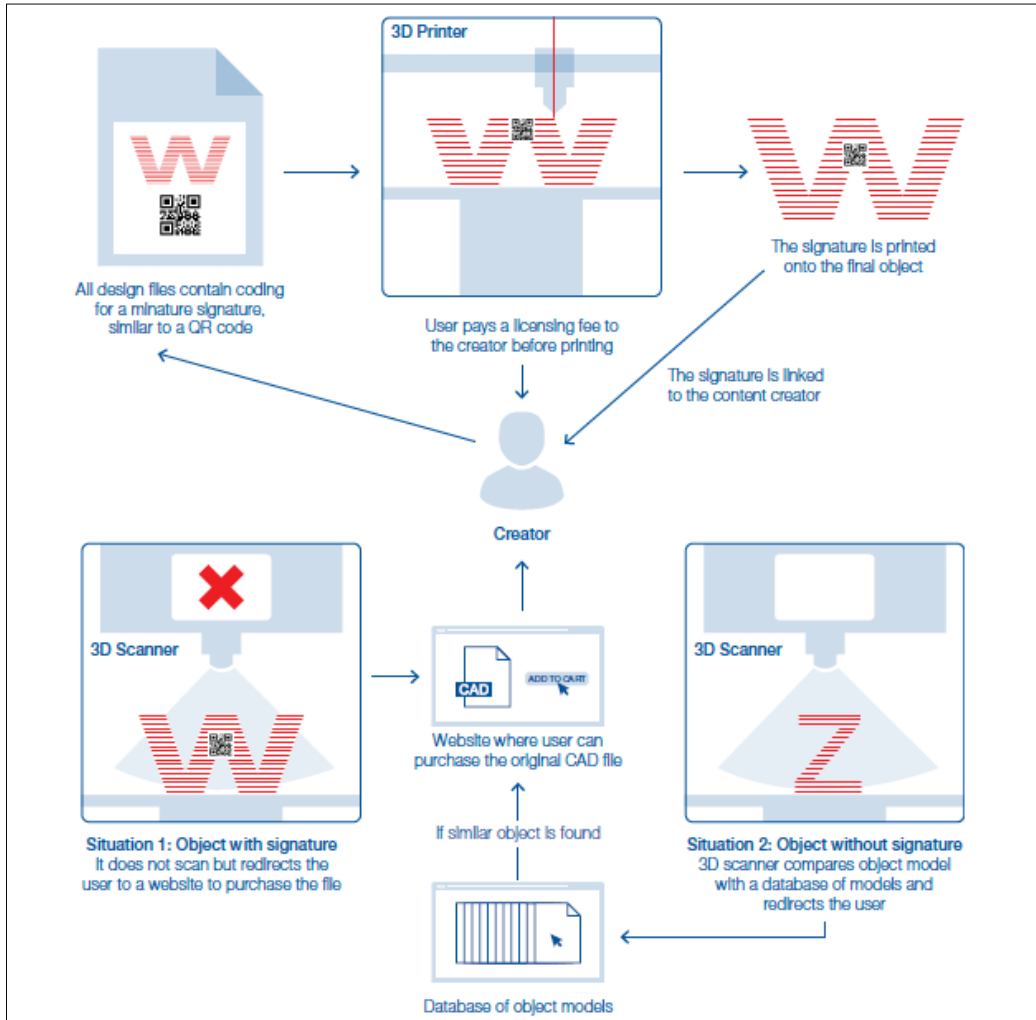 3D Printer
W
W
W
All design files contain coding
for a minature signature,
similar to a QR code
User pays a licensing fee to
the creator before printing
The signature is printed
onto the final object
The signature is linked
to the content creator
Creator
3D Scanner
W
CAD
ADD TO CART
Website where user can
purchase the original CAD file
3D Scanner
Z
If similar object is found
Situation 1: Object with signature
It does not scan but redirects the
user to a website to purchase the file
Situation 2: Object without signature
3D scanner compares object model
with a database of models and
redirects the user
Database of object models